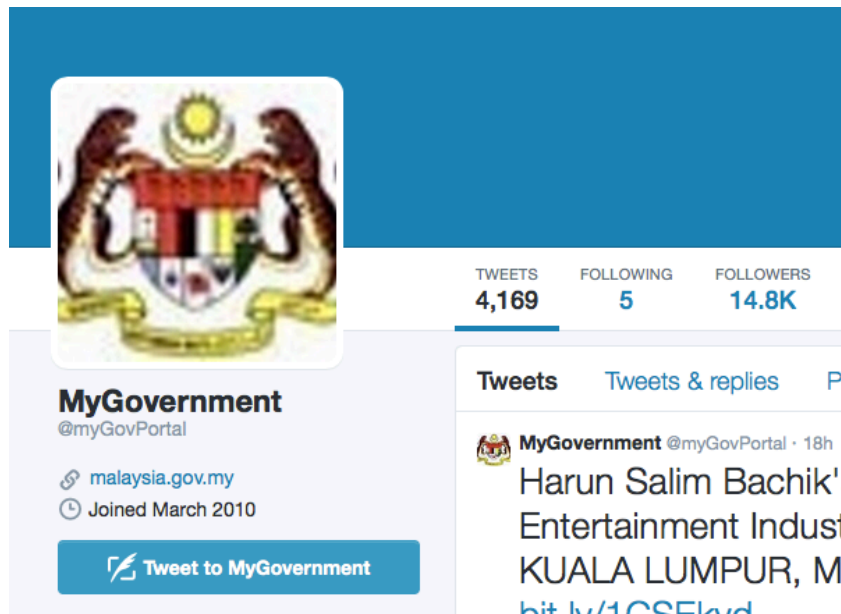 TWEETS FOLLOWING FOLLOWERS
4,169 5 14.8K
MyGovernment
@myGovPortal
malaysia.gov.my
Joined March 2010
Tweet to MyGovernment
Tweets Tweets & replies P
MyGovernment @myGovPortal · 18h
Harun Salim Bachik'
Entertainment Indust
KUALA LUMPUR, M